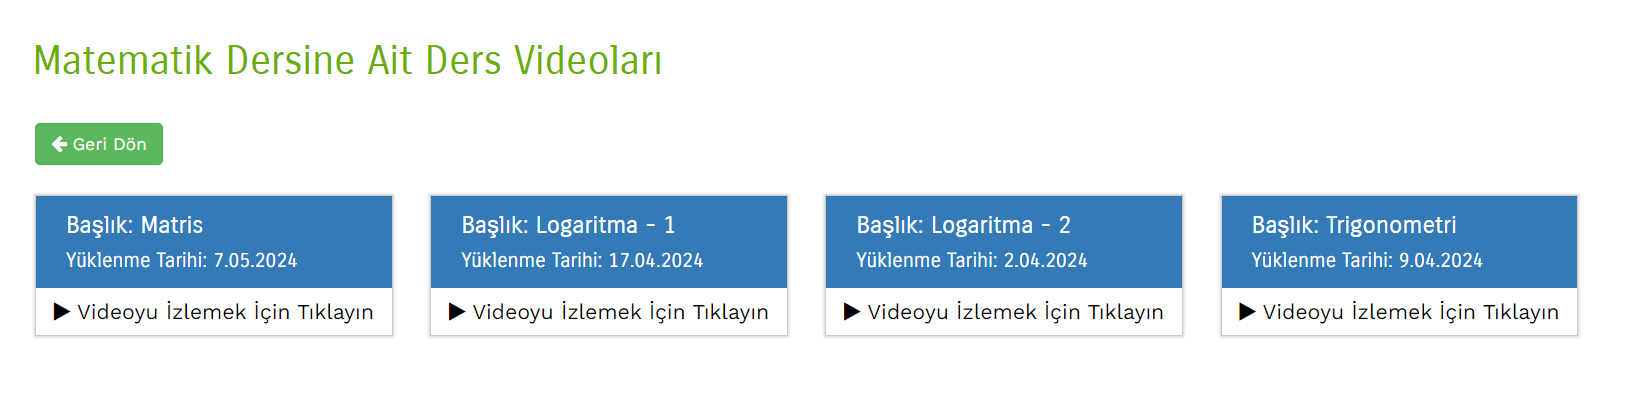 Matematik Dersine Ait Ders Videoları
Geri Dön
Başlık: Matris
Yüklenme Tarihi: 7.05.2024
Videoyu İzlemek İçin Tıklayın
Başlık: Logaritma - 1
Yüklenme Tarihi: 17.04.2024
Videoyu İzlemek İçin Tıklayın
Başlık: Logaritma - 2
Yüklenme Tarihi: 2.04.2024
Videoyu İzlemek İçin Tıklayın
Başlık: Trigonometri
Yüklenme Tarihi: 9.04.2024
Videoyu İzlemek İçin Tıklayın